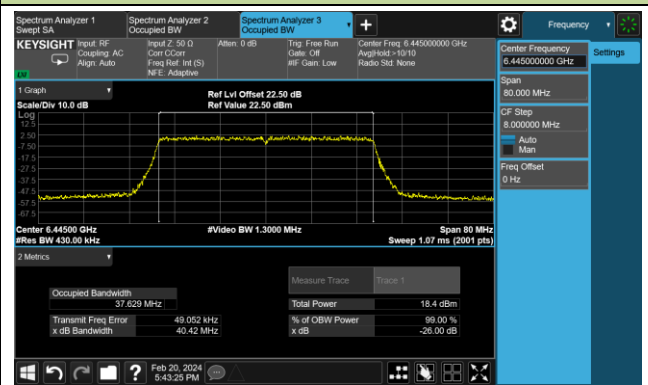 Spectrum Analyzer 1
Swept SA
Spectrum Analyzer 2
Occupied BW
Spectrum Analyzer 3
Occupied BW
Frequency
KEYSIGHT
Input: RF
Coupling: AC
Align: Auto
Input Z: 50 Ω
Corr CCorr
Freq Ref: Int (S)
NFE: Adaptive
Atten: 0 dB
Trig: Free Run
Gate: Off
#IF Gain: Low
Center Freq: 6.445000000 GHz
Avg|Hold:>10/10
Radio Std: None
Center Frequency
6.445000000 GHz
Settings
Span
80.000 MHz
CF Step
8.000000 MHz
Auto
Man
Freq Offset
0 Hz
1 Graph
Scale/Div 10.0 dB
Ref Lvl Offset 22.50 dB
Ref Value 22.50 dBm
Log
12.5
2.50
-7.50
-17.5
-27.5
-37.5
-47.5
-57.5
-67.5
Center 6.44500 GHz
#Video BW 1.3000 MHz
Span 80 MHz
#Res BW 430.00 kHz
Sweep 1.07 ms (2001 pts)
2 Metrics
Measure Trace
Trace 1
Occupied Bandwidth
37.629 MHz
Total Power
18.4 dBm
Transmit Freq Error
49.052 kHz
% of OBW Power
99.00 %
x dB Bandwidth
40.42 MHz
x dB
-26.00 dB
Feb 20, 2024
5:43:25 PM